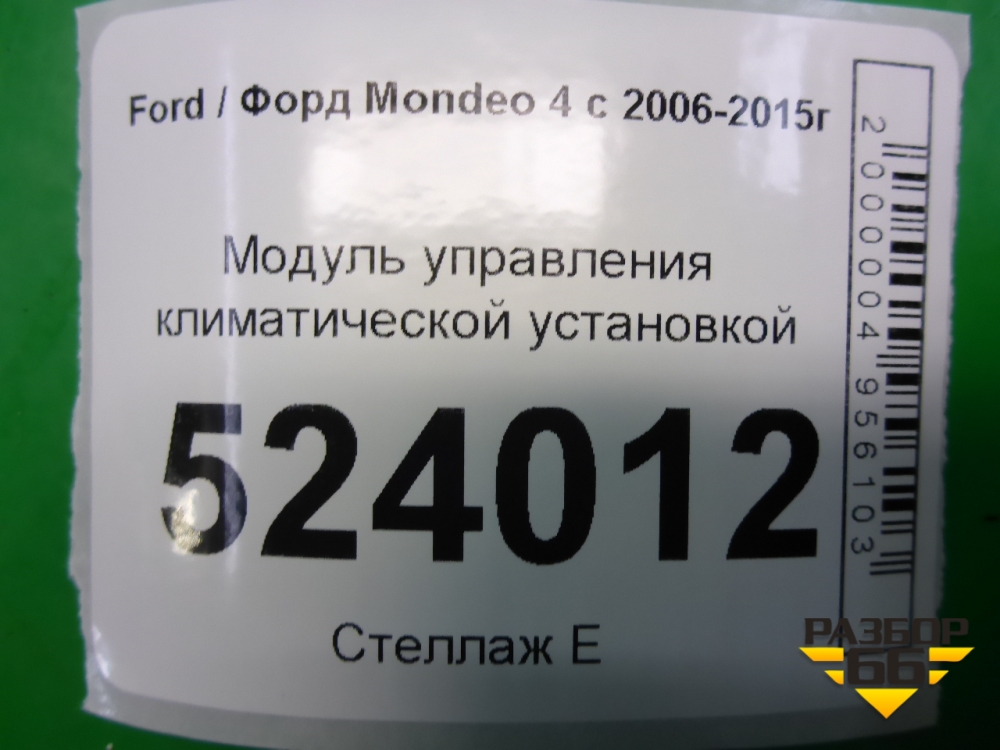 Ford / Форд Mondeo 4 с 2006-2015г
Модуль управления
климатической установкой
524012
Стеллаж Е
2000004956103
РАЗБОР
66